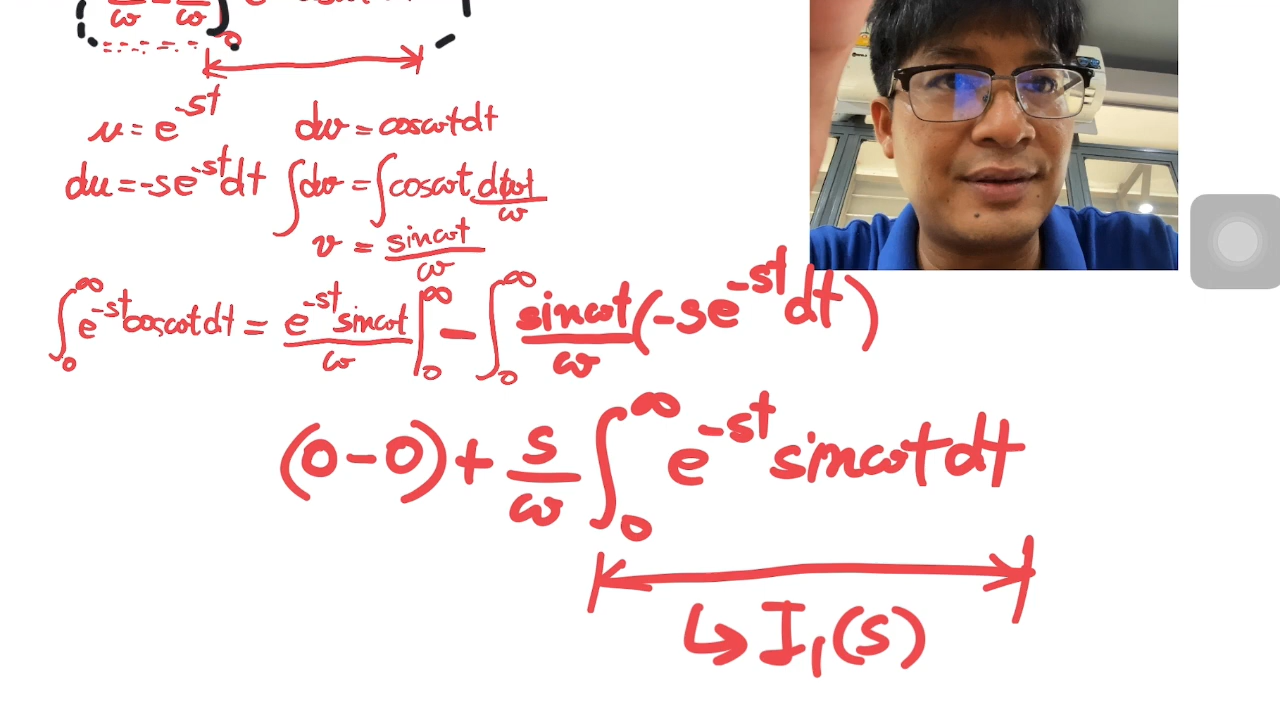 u = e^{-st} dv = cosωt dt
du = -se^{-st} dt ∫dv = ∫cosωt dωt/ω
v = sinωt/ω
∫_0^∞ e^{-st} cosωt dt = e^{-st} sinωt/ω |_0^∞ - ∫_0^∞ sinωt/ω (-se^{-st} dt)
(0-0) + s/ω ∫_0^∞ e^{-st} sinωt dt
↳ I_1(s)